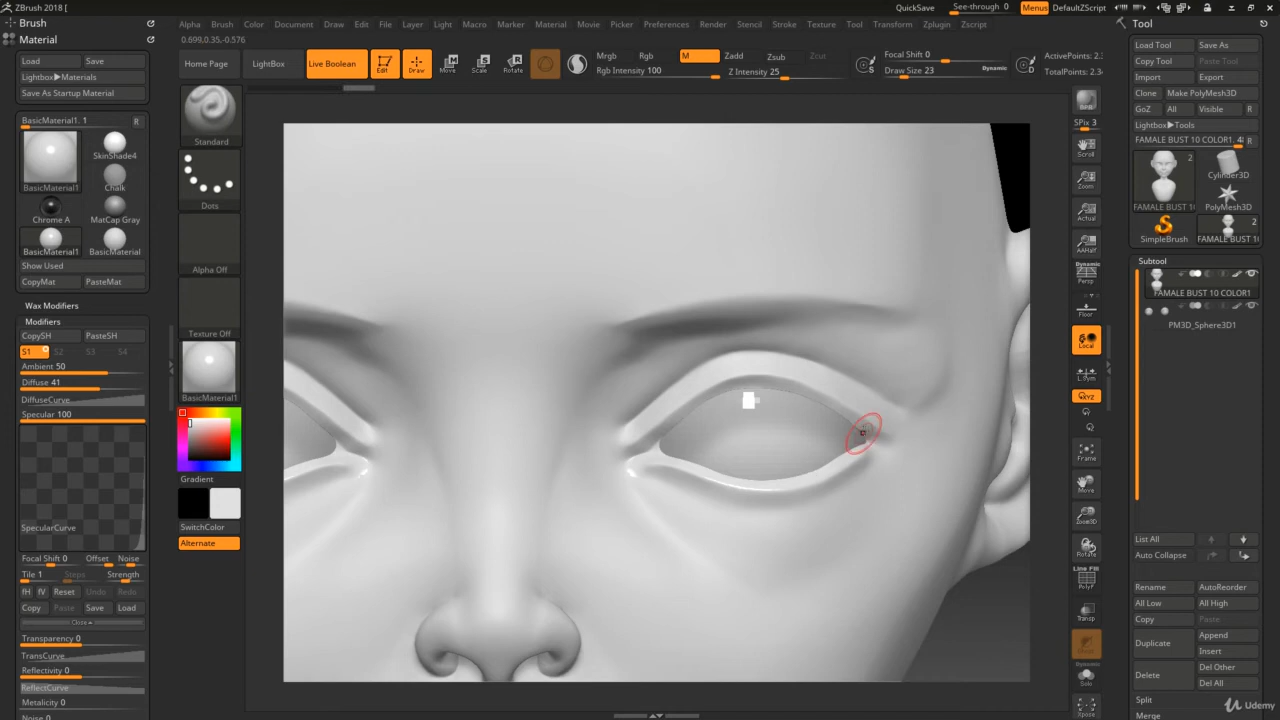 ZBrush 2018 [
QuickSave
See-through 0
Menus
DefaultZScript
Brush
Alpha Brush Color Document Draw Edit File Layer Light Macro Marker Material Movie Picker Preferences Render Stencil Stroke Texture Tool Transform Zplugin Zscript
Tool
Material
0.699,0.35,-0.576
Load Save
Lightbox▶Materials
Save As Startup Material
Home Page
LightBox
Live Boolean
Edit
Draw
Move
Scale
Rotate
Mrgb Rgb M Zadd Zsub Zcut
Rgb Intensity 100
Z Intensity 25
Focal Shift 0
Draw Size 23
Dynamic
S
D
ActivePoints: 2.
TotalPoints: 2.3
Load Tool Save As
Copy Tool Paste Tool
Import Export
Clone Make PolyMesh3D
GoZ All Visible R
Lightbox▶Tools
FAMALE BUST 10 COLOR1. 4
R
BasicMaterial1. 1
R
SkinShade4
BasicMaterial1
Chalk
Chrome A
MatCap Gray
BasicMaterial1
BasicMaterial
Show Used
CopyMat PasteMat
Wax Modifiers
Modifiers
CopySH PasteSH
S1 S2 S3 S4
Ambient 50
Diffuse 41
DiffuseCurve
Specular 100
SpecularCurve
Focal Shift 0 Offset Noise
Tile 1 Steps Strength
fH fV Reset Undo Redo
Copy Paste Save Load
Close
Transparency 0
TransCurve
Reflectivity 0
ReflectCurve
Metalicity 0
Noise 0
Standard
Dots
Alpha Off
Texture Off
BasicMaterial1
Gradient
SwitchColor
Alternate
BPR
SPix 3
Scroll
Zoom
Actual
AAHalf
Dynamic
Persp
Floor
Local
L.Sym
XYZ
Frame
Move
Zoom3D
Rotate
Line Fill
PolyF
Transp
Dynamic
Solo
Xpose
2
FAMALE BUST 10
Cylinder3D
PolyMesh3D
SimpleBrush
2
FAMALE BUST 10
Subtool
FAMALE BUST 10 COLOR1
PM3D_Sphere3D1
List All
Auto Collapse
Rename AutoReorder
All Low All High
Copy Paste
Duplicate
Append
Insert
Delete
Del Other
Del All
Split
Merge
Udemy